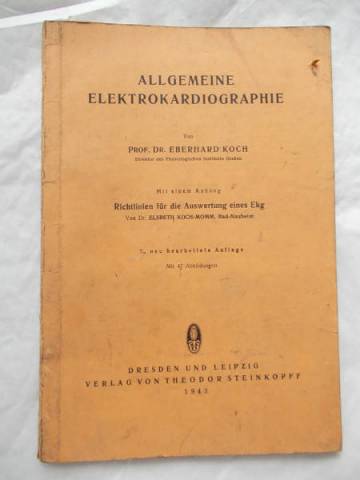 ALLGEMEINE
ELEKTROKARDIOGRAPHIE
Von
PROF. DR. EBERHARD KOCH
Direktor des Physiologischen Instituts Gießen
Mit einem Anhang
Richtlinien für die Auswertung eines Ekg
Von Dr. ELSBETH KOCH-MOMM, Bad-Nauheim
neu bearbeitete Auflage
Mit 47 Abbildungen
DRESDEN UND LEIPZIG
VERLAG VON THEODOR STEINKOPFF
1943